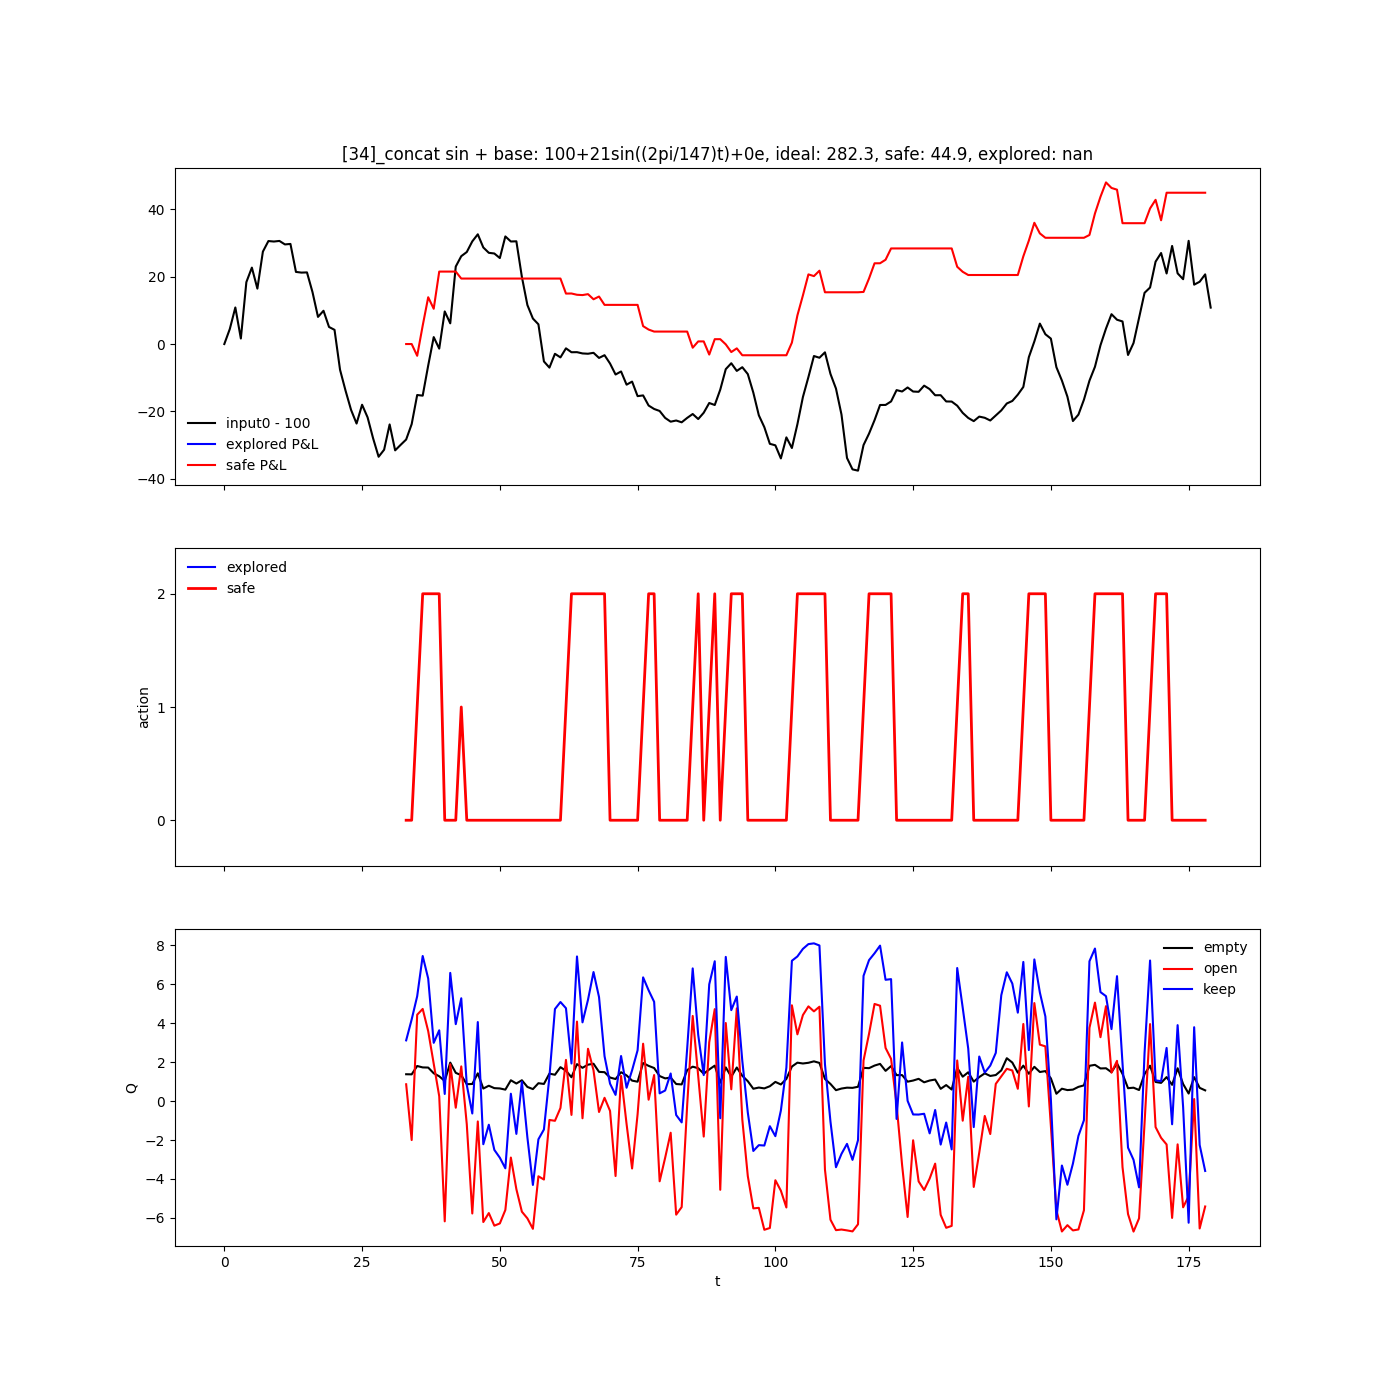 [34]_concat sin + base: 100+21sin((2pi/147)t)+0e, ideal: 282.3, safe: 44.9, explored: nan
40
20
0
−20
−40
input0 - 100
explored P&L
safe P&L
explored
safe
2
1
0
action
empty
open
keep
8
6
4
2
0
−2
−4
−6
Q
0 25 50 75 100 125 150 175
t